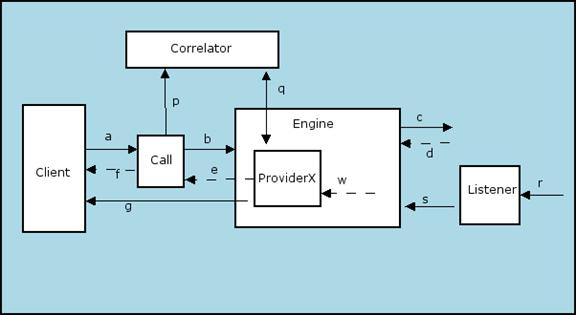 Correlator
p
q
Engine
c
a
b
d
Client
Call
f
e
ProviderX
w
Listener
r
g
s